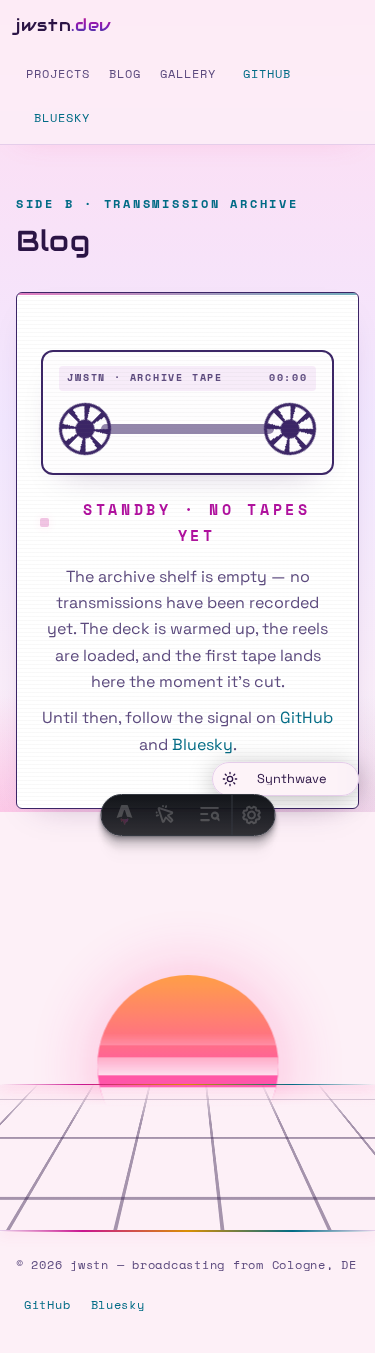 jwstn.dev
PROJECTS BLOG GALLERY GITHUB
BLUESKY
SIDE B · TRANSMISSION ARCHIVE
Blog
JWSTN · ARCHIVE TAPE 00:00
STANDBY · NO TAPES
YET
The archive shelf is empty — no
transmissions have been recorded
yet. The deck is warmed up, the reels
are loaded, and the first tape lands
here the moment it's cut.
Until then, follow the signal on GitHub
and Bluesky.
Synthwave
© 2026 jwstn — broadcasting from Cologne, DE
GitHub Bluesky